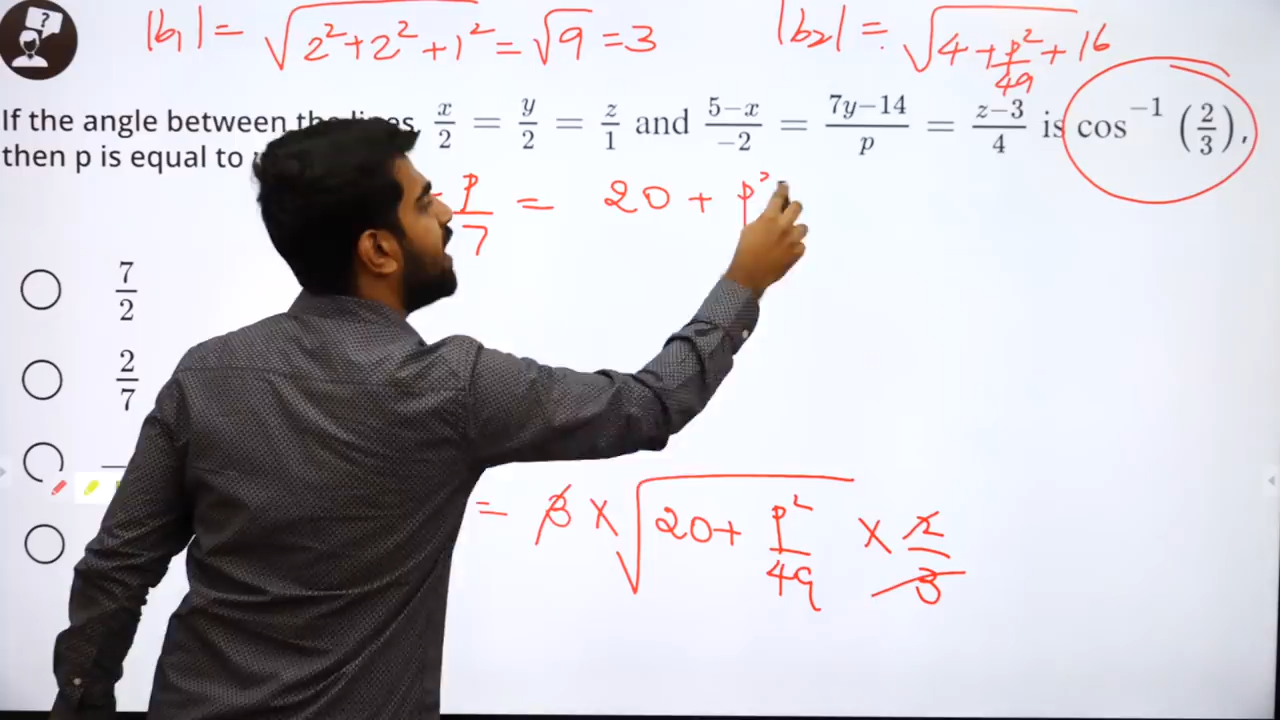 ?
|b₁| = √(2² + 2² + 1²) = √9 = 3
|b₂| = √(4 + p²/49 + 16)
If the angle between the lines x/2 = y/2 = z/1 and (5−x)/−2 = (7y−14)/p = (z−3)/4 is cos⁻¹(2/3),
then p is equal to
p/7 = 20 + p²
7/2
2/7
= 3 × √(20 + p²/49) × 2/3